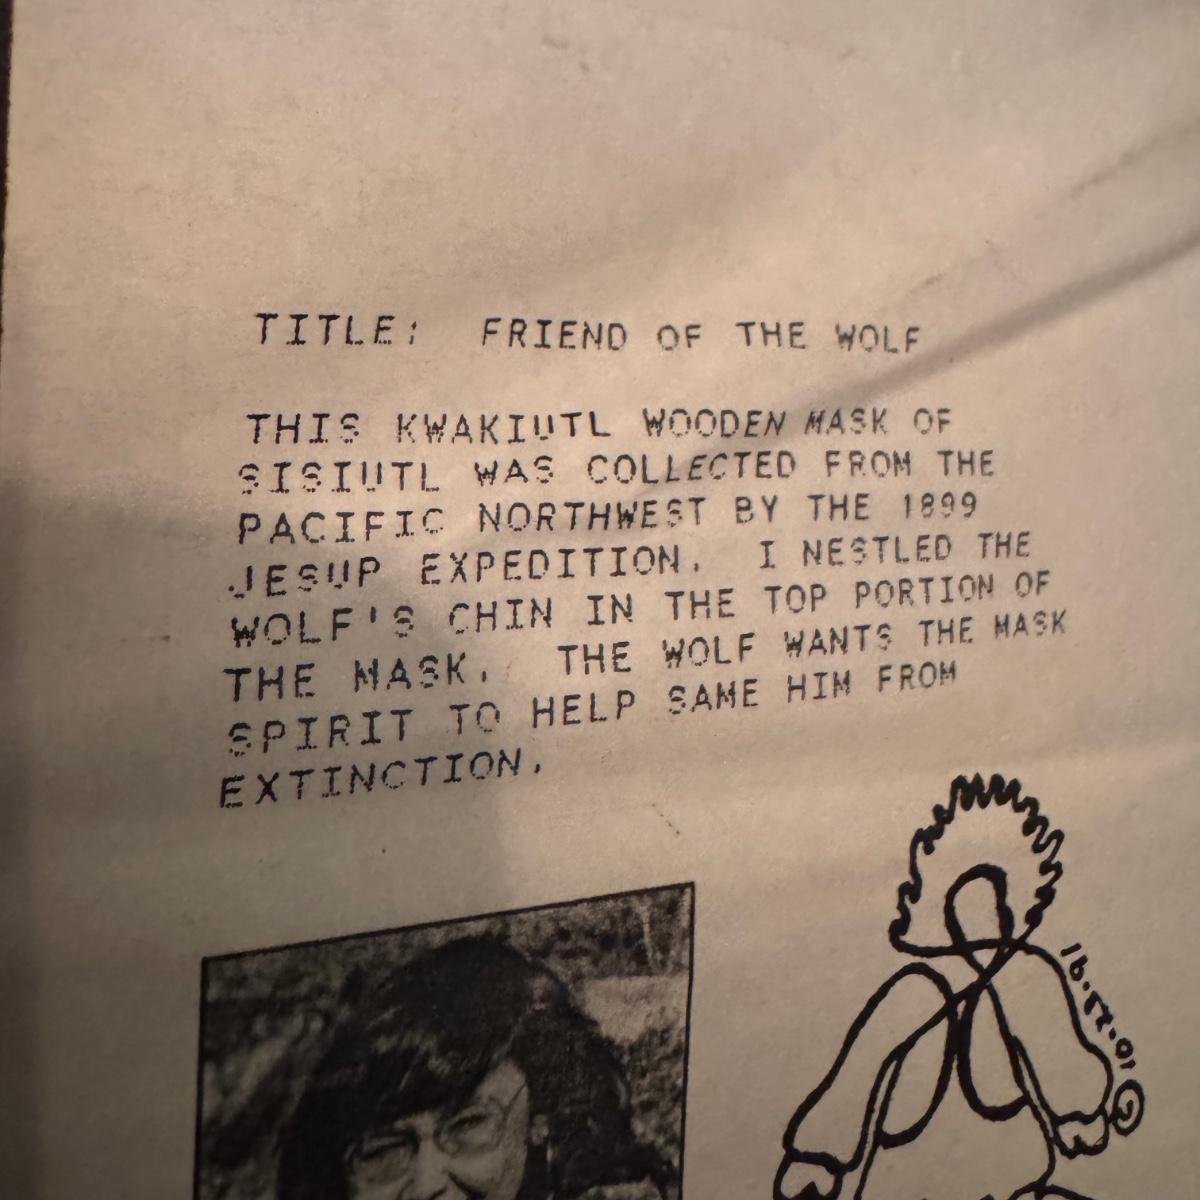 TITLE: FRIEND OF THE WOLF
THIS KWAKIUTL WOODEN MASK OF
SISIUTL WAS COLLECTED FROM THE
PACIFIC NORTHWEST BY THE 1899
JESUP EXPEDITION. I NESTLED THE
WOLF'S CHIN IN THE TOP PORTION OF
THE MASK. THE WOLF WANTS THE MASK
SPIRIT TO HELP SAME HIM FROM
EXTINCTION.